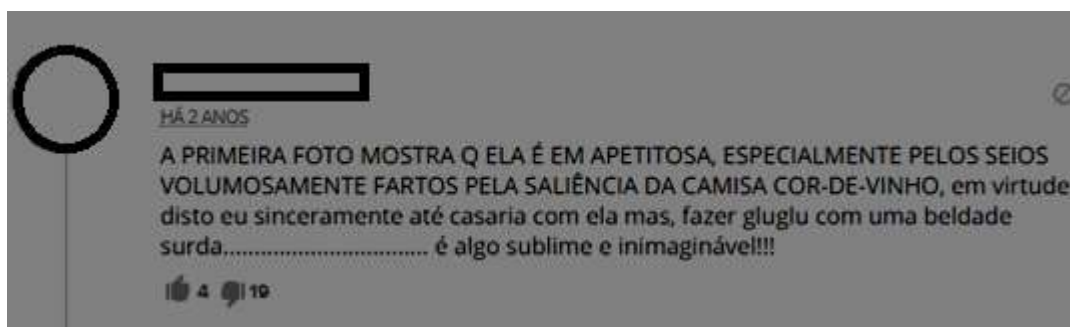 HÁ 2 ANOS
A PRIMEIRA FOTO MOSTRA Q ELA É EM APETITOSA, ESPECIALMENTE PELOS SEIOS
VOLUMOSAMENTE FARTOS PELA SALIÊNCIA DA CAMISA COR-DE-VINHO, em virtude
disto eu sinceramente até casaria com ela mas, fazer gluglu com uma beldade
surda.................................. é algo sublime e inimaginável!!!
4 19